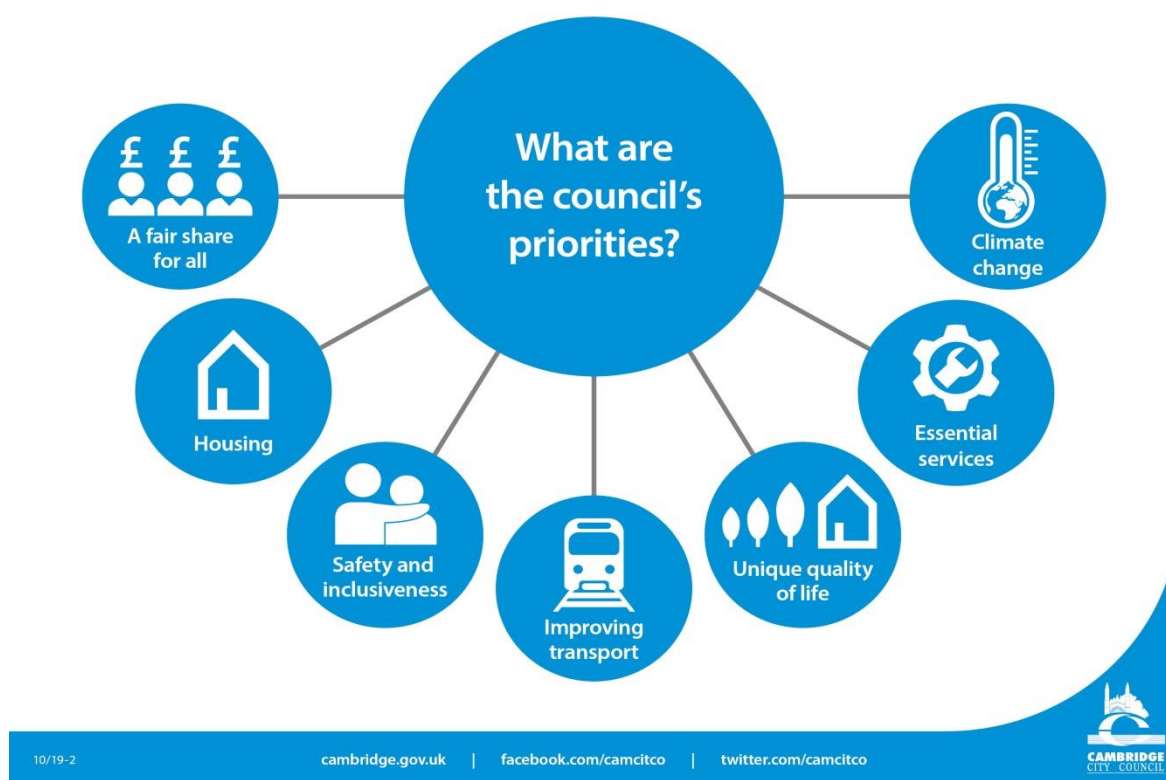 What are
the council's
priorities?
£ £ £
A fair share
for all
Housing
Safety and
inclusiveness
Improving
transport
Unique quality
of life
Essential
services
Climate
change
10/19-2
cambridge.gov.uk | facebook.com/camcitco | twitter.com/camcitco
CAMBRIDGE
CITY COUNCIL